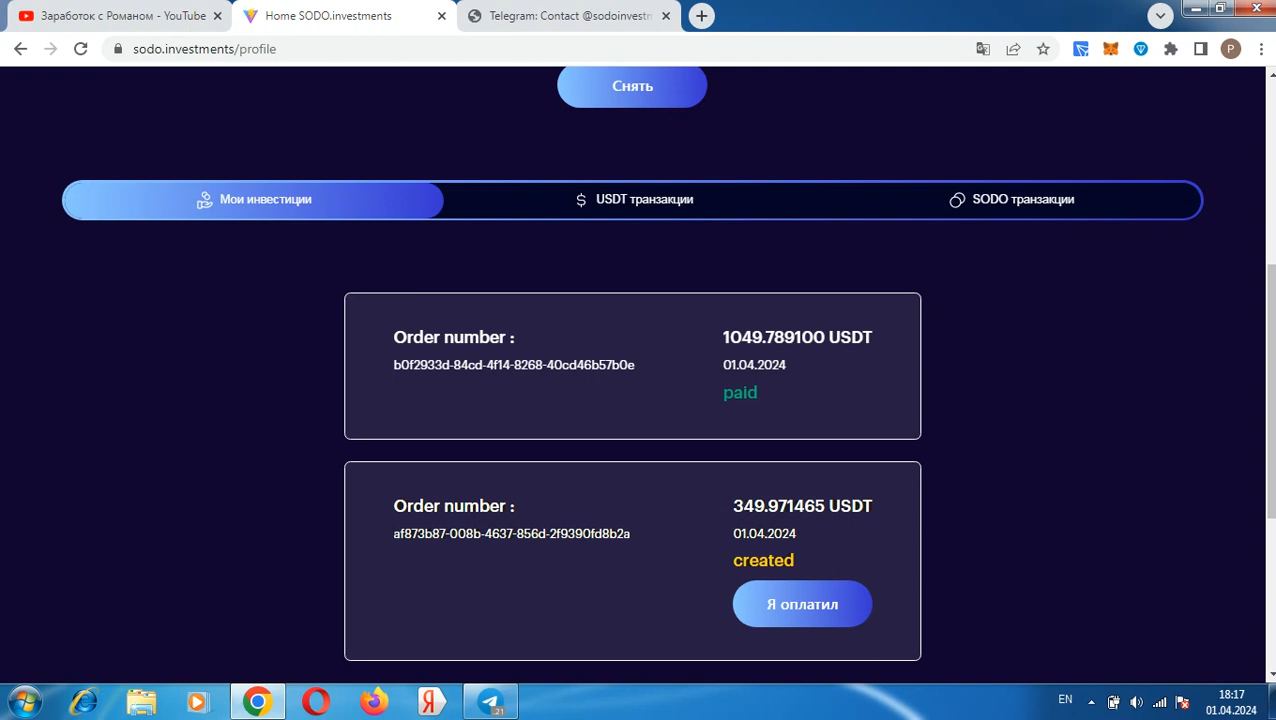 Заработок с Романом - YouTube
Home SODO.investments
Telegram: Contact @sodoinvestm
sodo.investments/profile
P
Снять
Мои инвестиции
$ USDT транзакции
SODO транзакции
Order number :
1049.789100 USDT
b0f2933d-84cd-4f14-8268-40cd46b57b0e
01.04.2024
paid
Order number :
349.971465 USDT
af873b87-008b-4637-856d-2f9390fd8b2a
01.04.2024
created
Я оплатил
Я
21
EN
18:17
01.04.2024